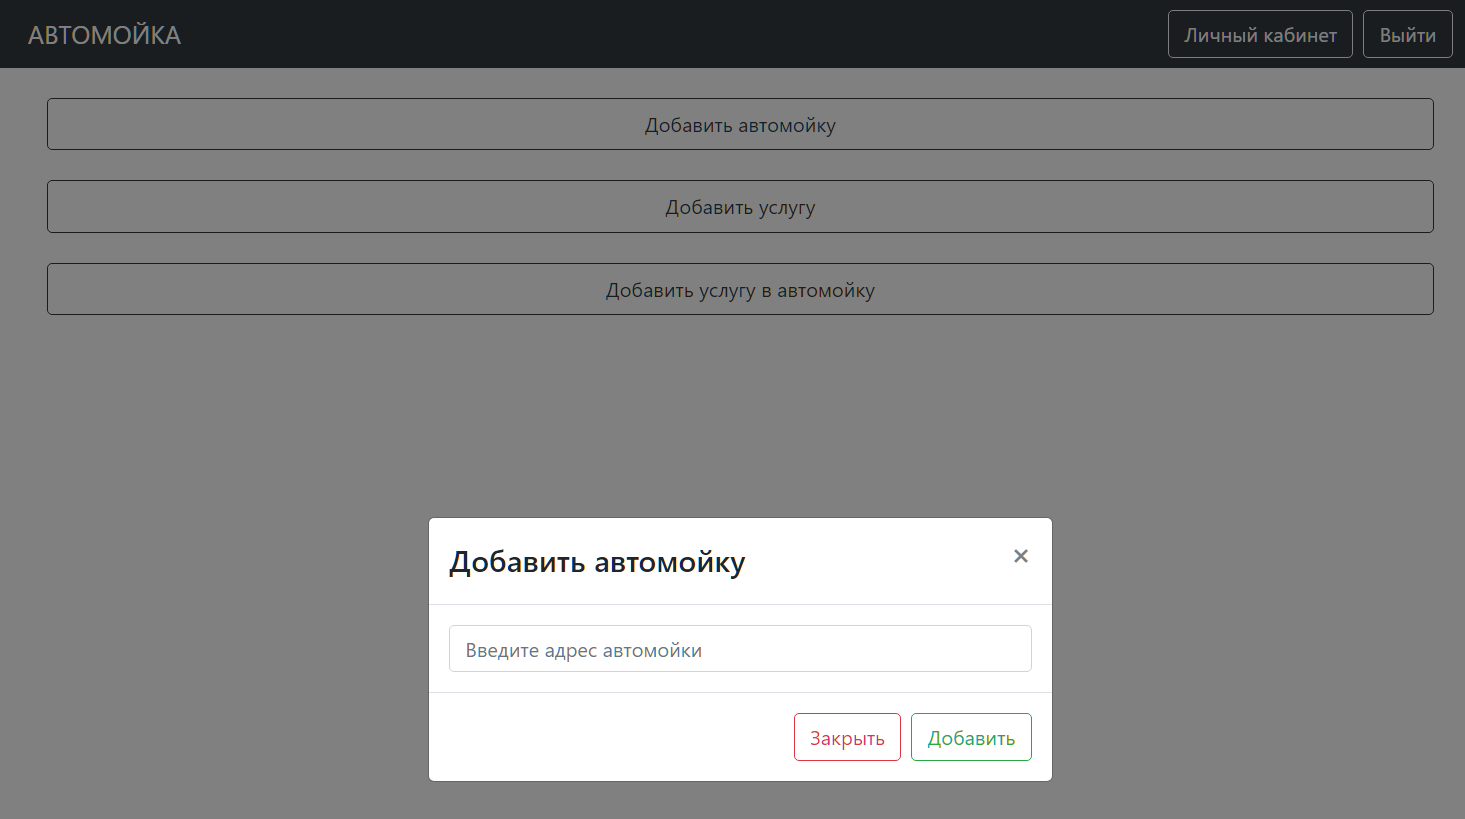 АВТОМОЙКА
Личный кабинет
Выйти
Добавить автомойку
Добавить услугу
Добавить услугу в автомойку
Добавить автомойку
×
Введите адрес автомойки
Закрыть
Добавить